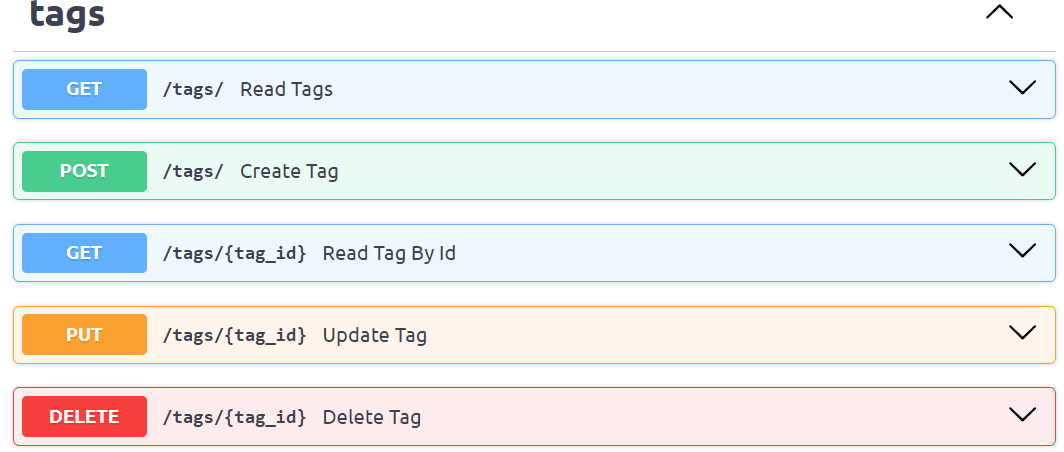 tags
GET /tags/ Read Tags
POST /tags/ Create Tag
GET /tags/{tag_id} Read Tag By Id
PUT /tags/{tag_id} Update Tag
DELETE /tags/{tag_id} Delete Tag